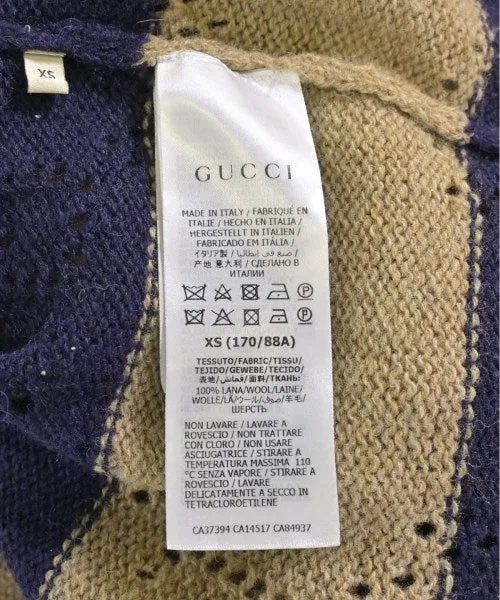 XS
GUCCI
MADE IN ITALY / FABRIQUÉ EN
ITALIE / HECHO EN ITALIA /
HERGESTELLT IN ITALIEN /
FABRICADO EM ITÁLIA /
イタリア製 / صنع في إيطاليا /
产地 意大利 / СДЕЛАНО В
ИТАЛИИ
P
P
XS (170/88A)
TESSUTO/FABRIC/TISSU/
TEJIDO/GEWEBE/TECIDO/
表地/قماش/面料/ТКАНЬ:
100% LANA/WOOL/LAINE/
WOLLE/LÃ/ウール/صوف/羊毛/
ШЕРСТЬ
NON LAVARE / LAVARE A
ROVESCIO / NON TRATTARE
CON CLORO / NON USARE
ASCIUGATRICE / STIRARE A
TEMPERATURA MASSIMA 110
°C SENZA VAPORE / STIRARE A
ROVESCIO / LAVARE
DELICATAMENTE A SECCO IN
TETRACLOROETILENE
CA37394 CA14517 CA84937